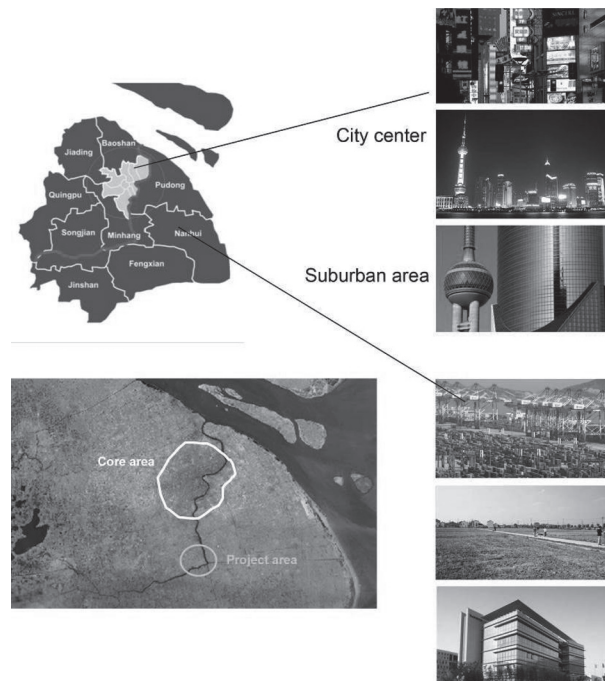 Baoshan
Jiading
City center
Pudong
Quingpu
Songjian
Minhang
Nanhui
Fengxian
Suburban area
Jinshan
Core area
Project area